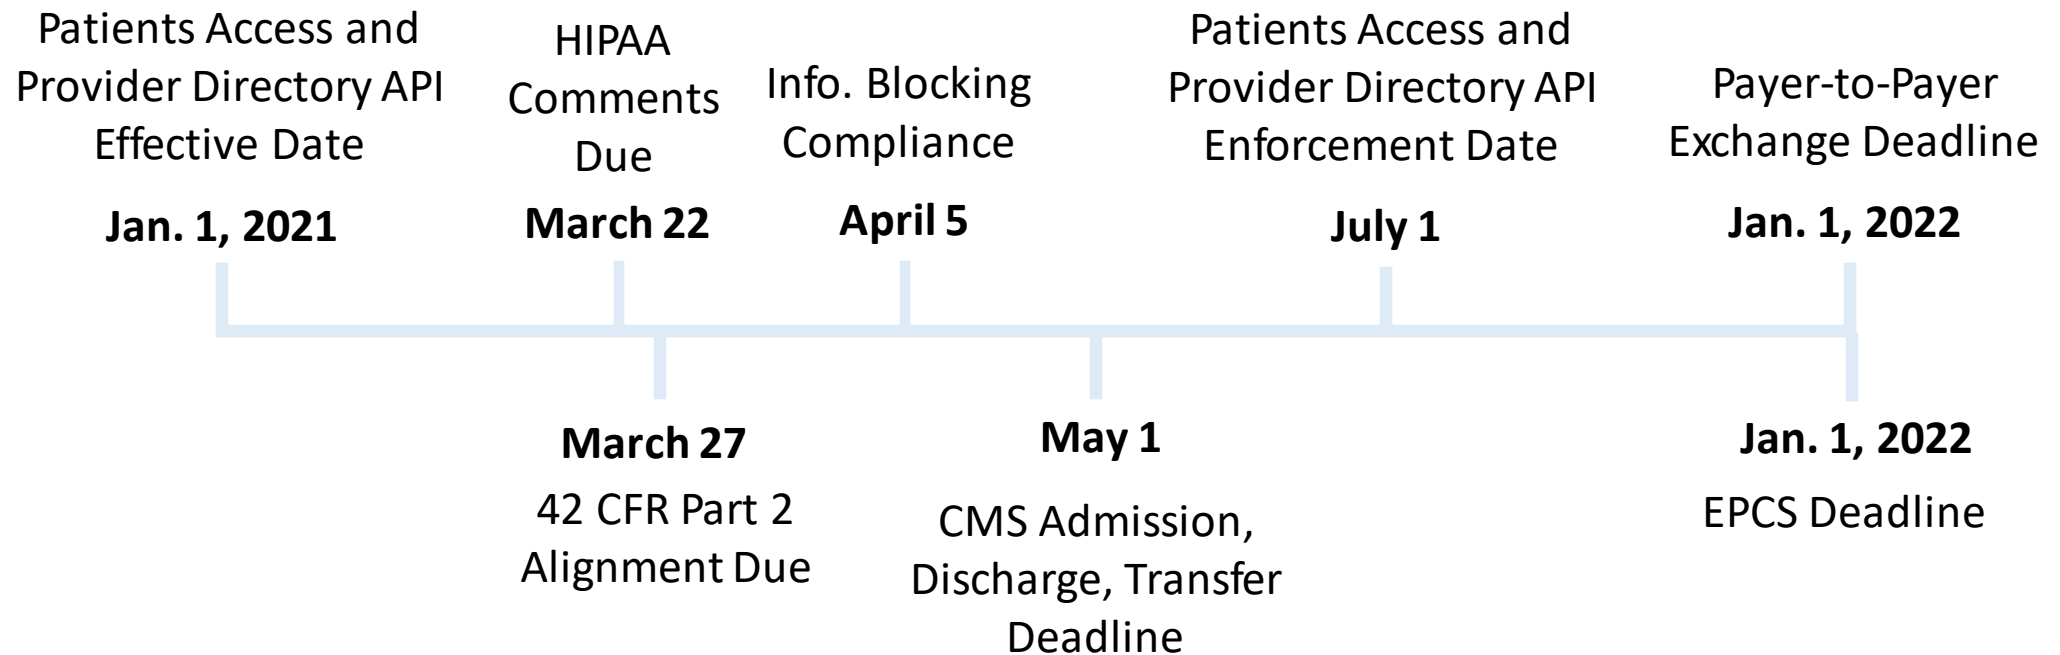 Patients Access and
Provider Directory API
Effective Date
Jan. 1, 2021
HIPAA
Comments
Due
March 22
Info. Blocking
Compliance
April 5
Patients Access and
Provider Directory API
Enforcement Date
July 1
Payer-to-Payer
Exchange Deadline
Jan. 1, 2022
March 27
42 CFR Part 2
Alignment Due
May 1
CMS Admission,
Discharge, Transfer
Deadline
Jan. 1, 2022
EPCS Deadline